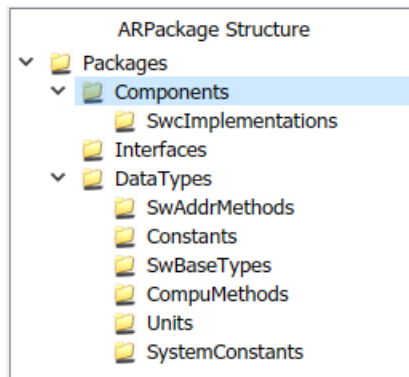 ARPackage Structure
Packages
Components
SwcImplementations
Interfaces
DataTypes
SwAddrMethods
Constants
SwBaseTypes
CompuMethods
Units
SystemConstants